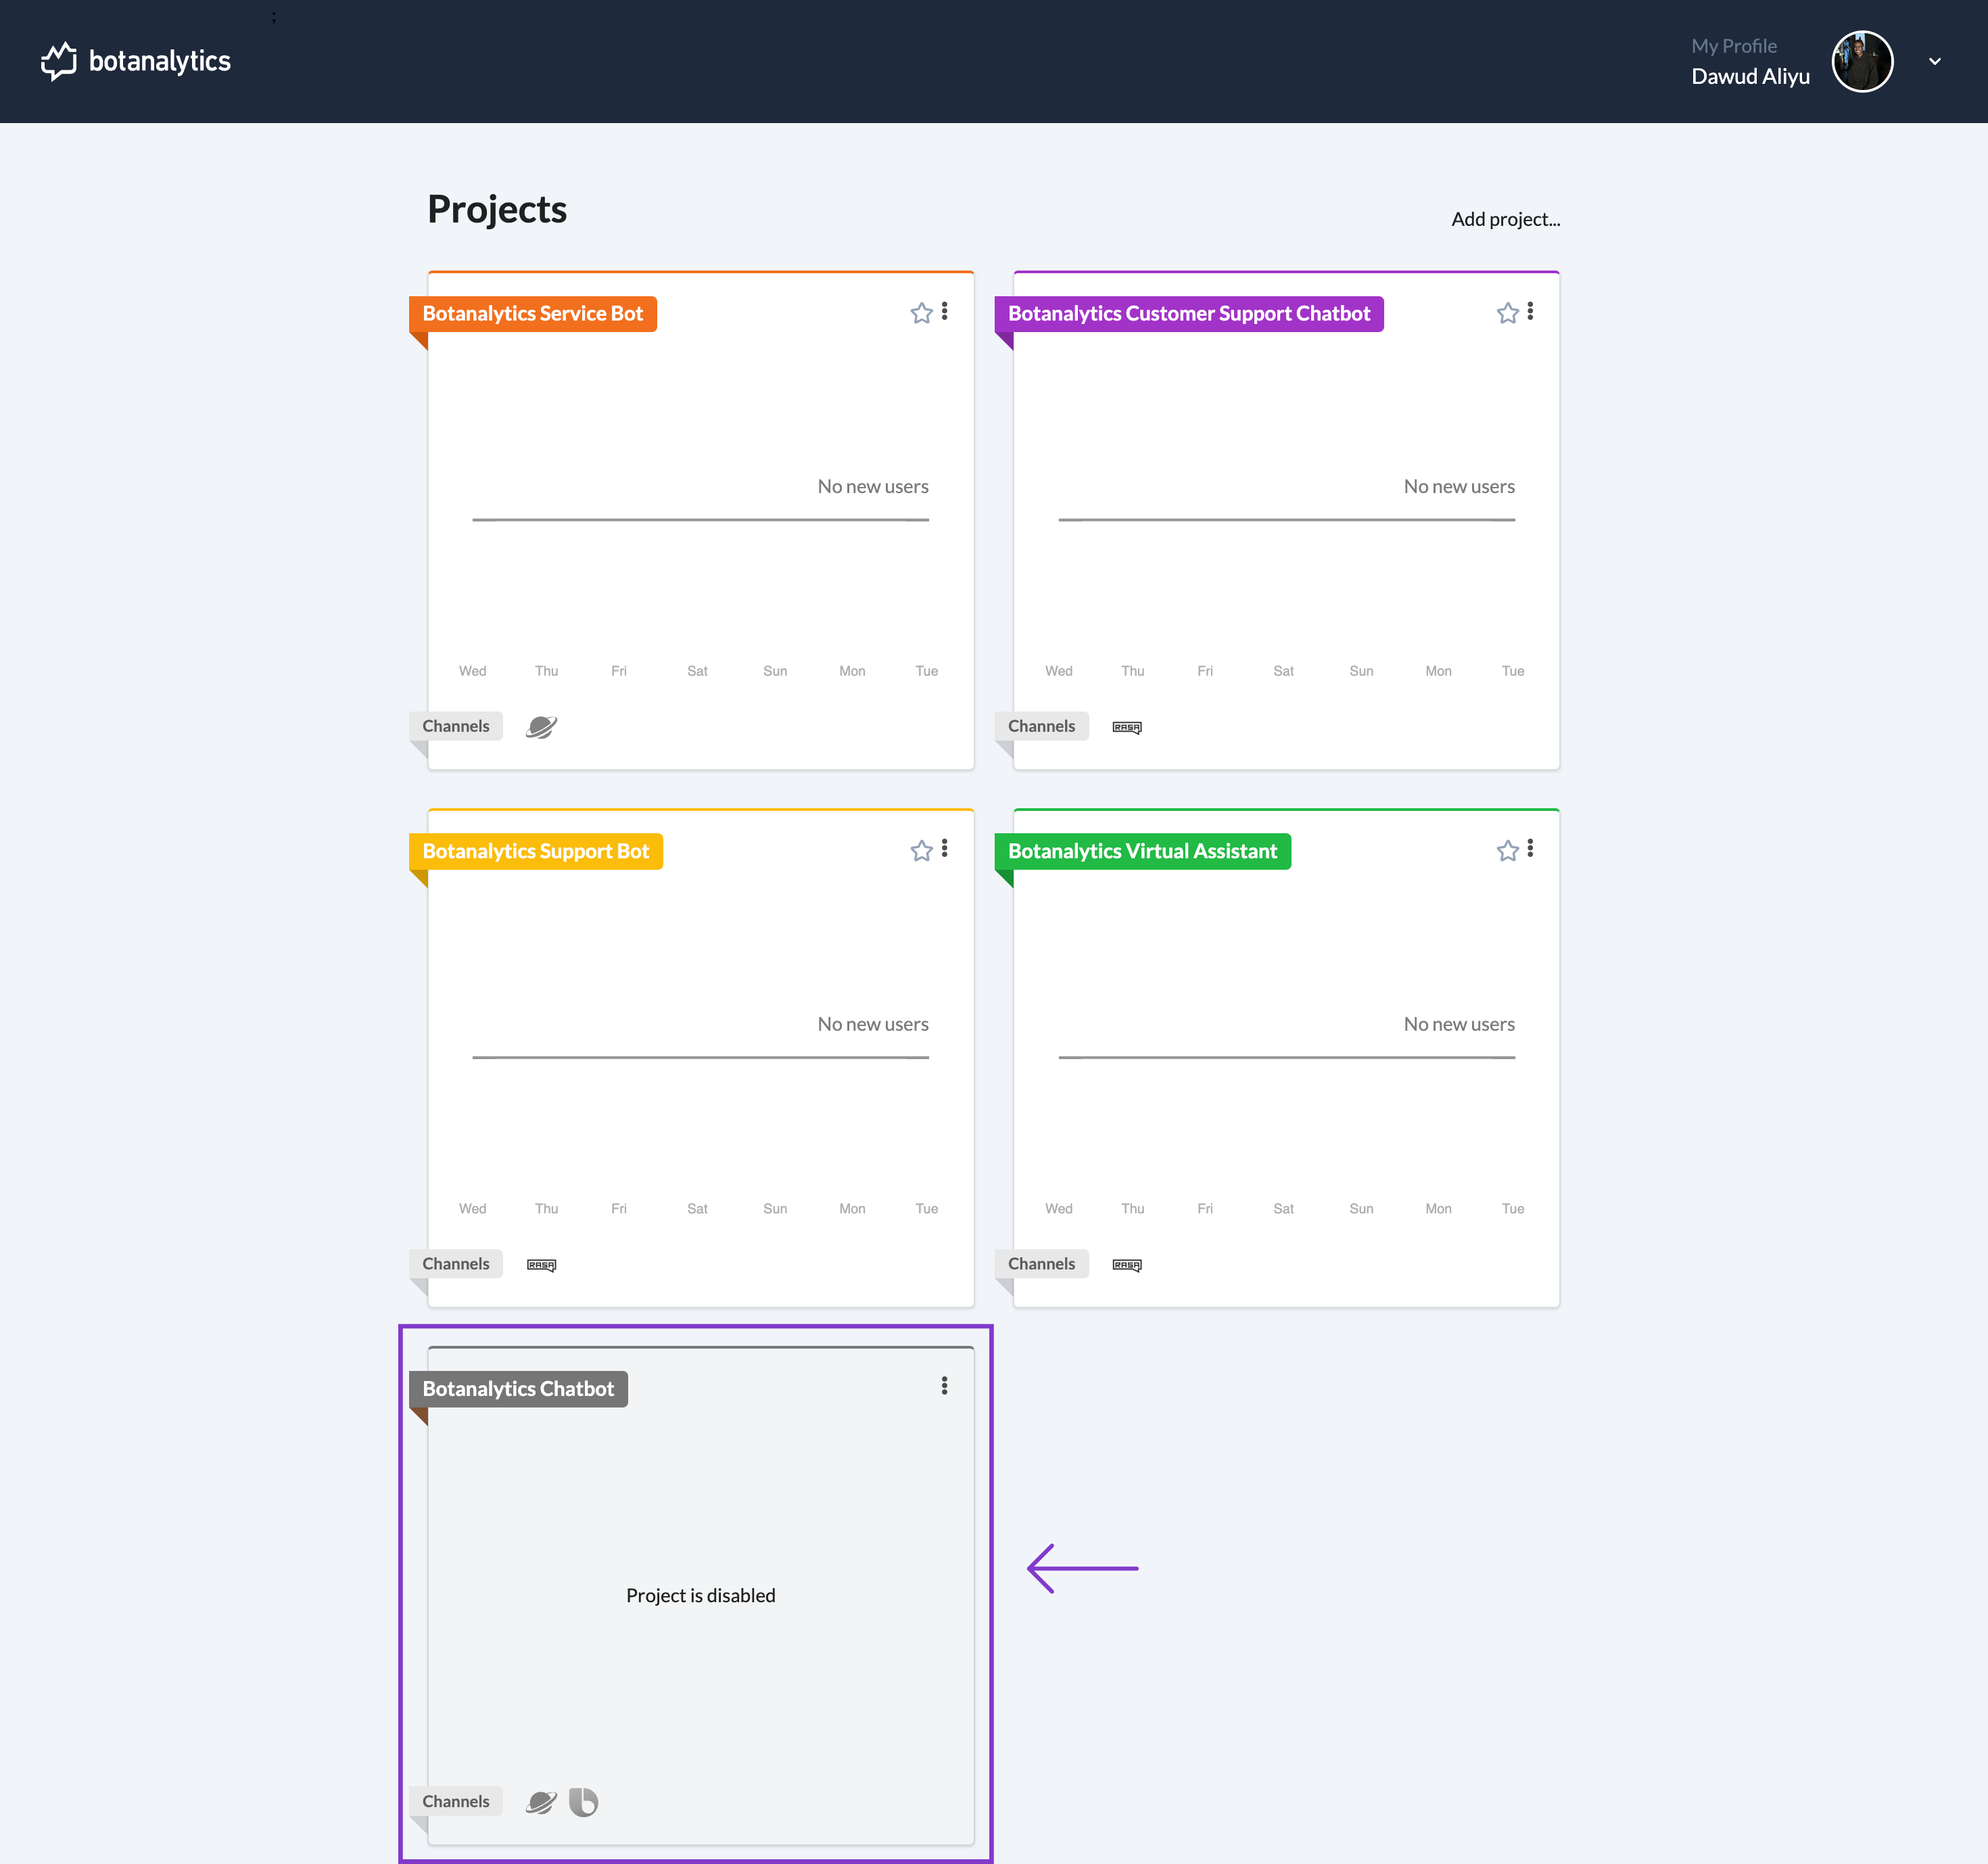 ;
botanalytics
My Profile
Dawud Aliyu
Projects
Add project...
Botanalytics Service Bot
No new users
Wed Thu Fri Sat Sun Mon Tue
Channels
Botanalytics Customer Support Chatbot
No new users
Wed Thu Fri Sat Sun Mon Tue
Channels RASA
Botanalytics Support Bot
No new users
Wed Thu Fri Sat Sun Mon Tue
Channels RASA
Botanalytics Virtual Assistant
No new users
Wed Thu Fri Sat Sun Mon Tue
Channels RASA
Botanalytics Chatbot
Project is disabled
Channels b